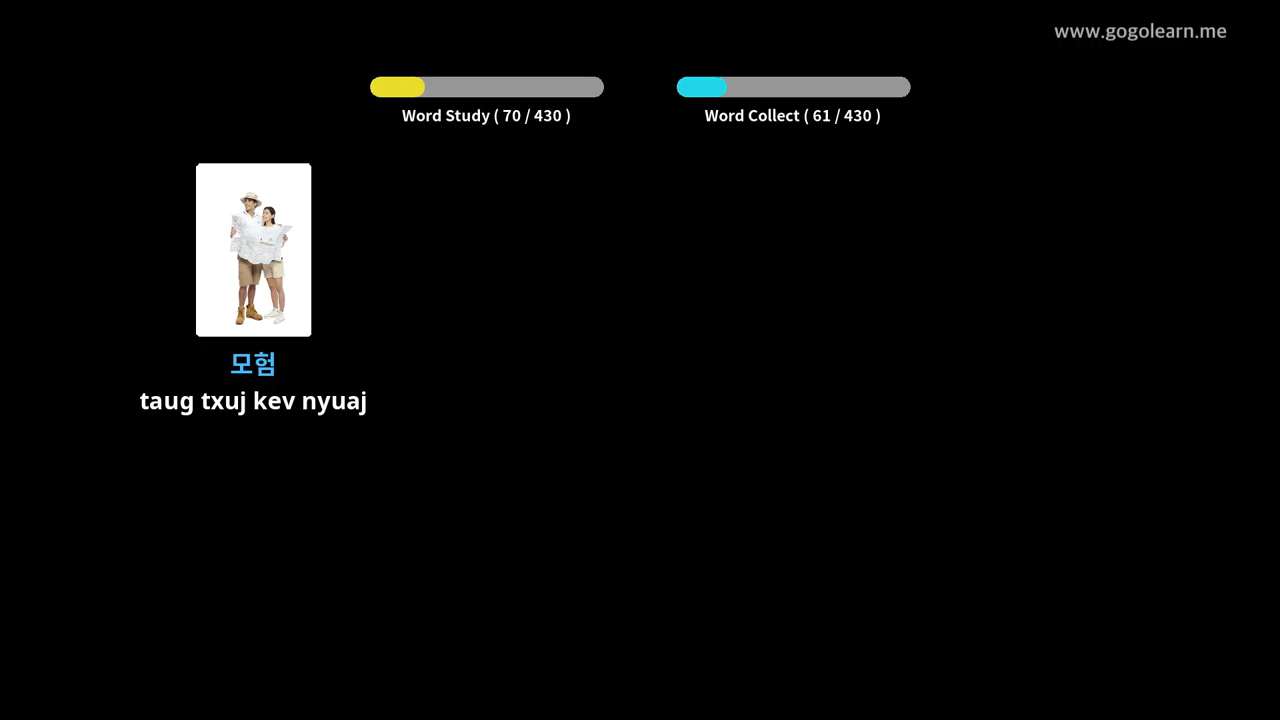 www.gogolearn.me
Word Study ( 70 / 430 )
Word Collect ( 61 / 430 )
모험
taug txuj kev nyuaj